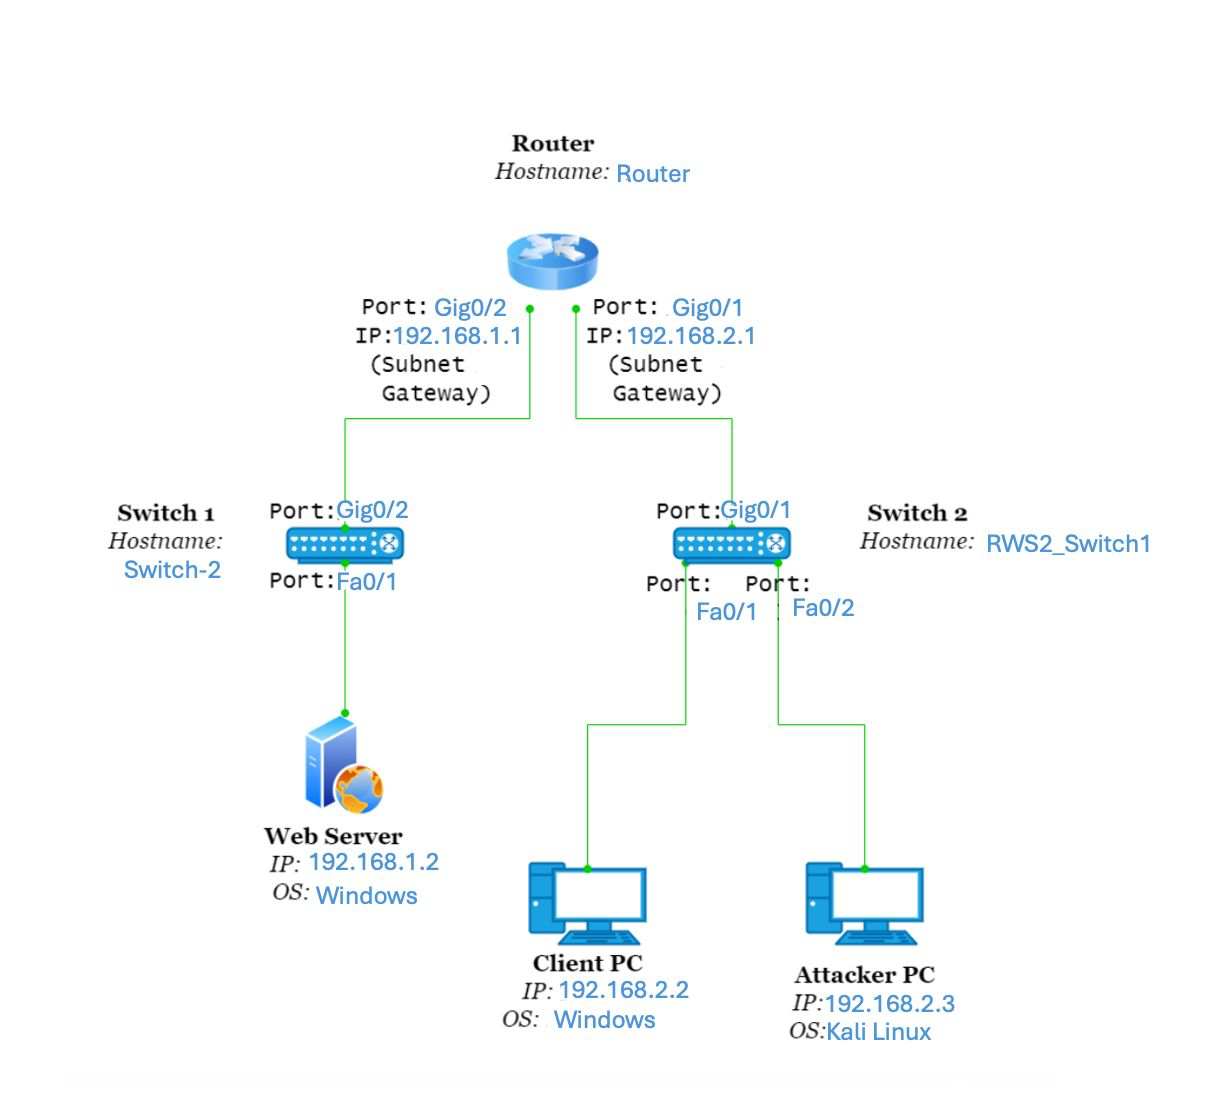 Router
Hostname: Router
Port: Gig0/2
IP:192.168.1.1
(Subnet
Gateway)
Port: Gig0/1
IP:192.168.2.1
(Subnet
Gateway)
Switch 1
Hostname:
Switch-2
Port:Gig0/2
Port:Fa0/1
Port:Gig0/1
Switch 2
Hostname: RWS2_Switch1
Port:
Fa0/1
Port:
Fa0/2
Web Server
IP: 192.168.1.2
OS: Windows
Client PC
IP: 192.168.2.2
OS: Windows
Attacker PC
IP:192.168.2.3
OS:Kali Linux